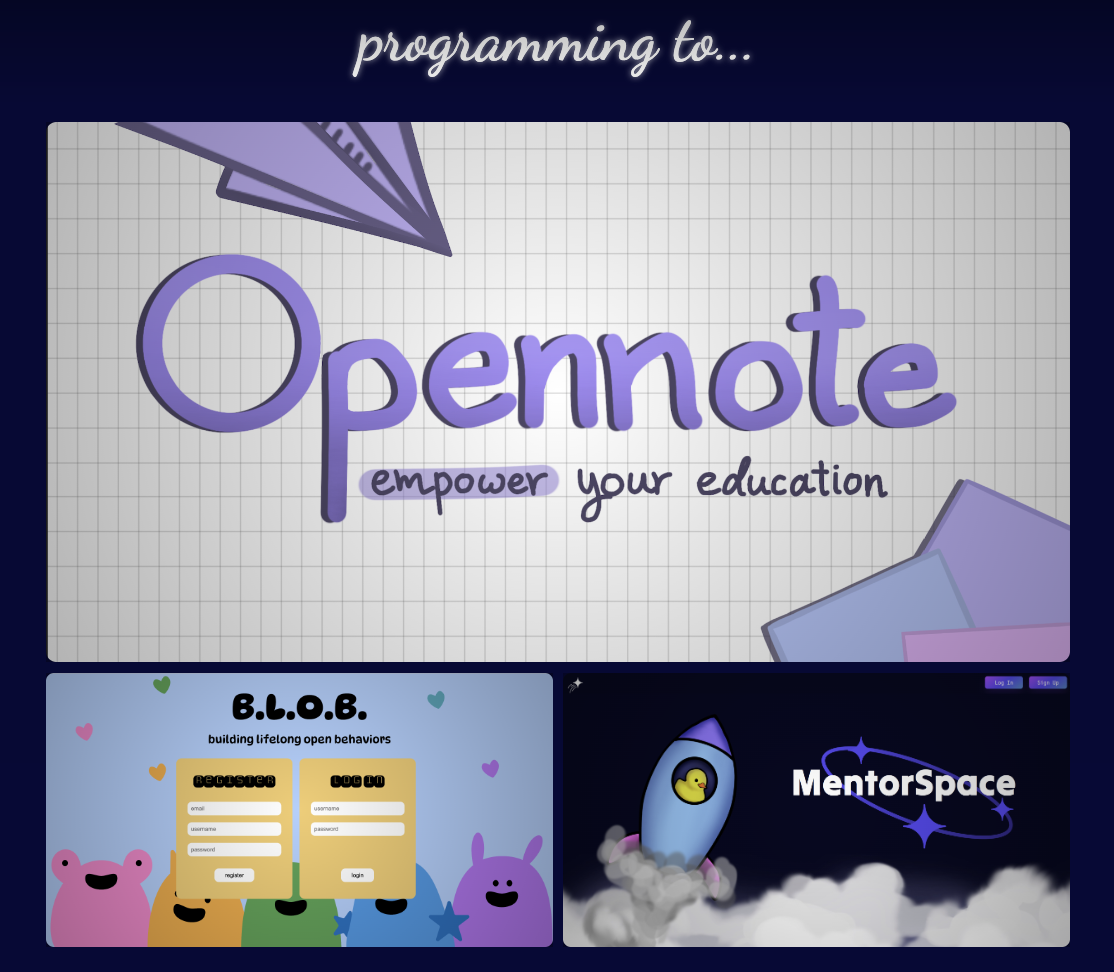 programming to...
Opennote
empower your education
B.L.O.B.
building lifelong open behaviors
REGISTER
LOG IN
email
username
username
password
password
register
login
Log In
Sign Up
MentorSpace